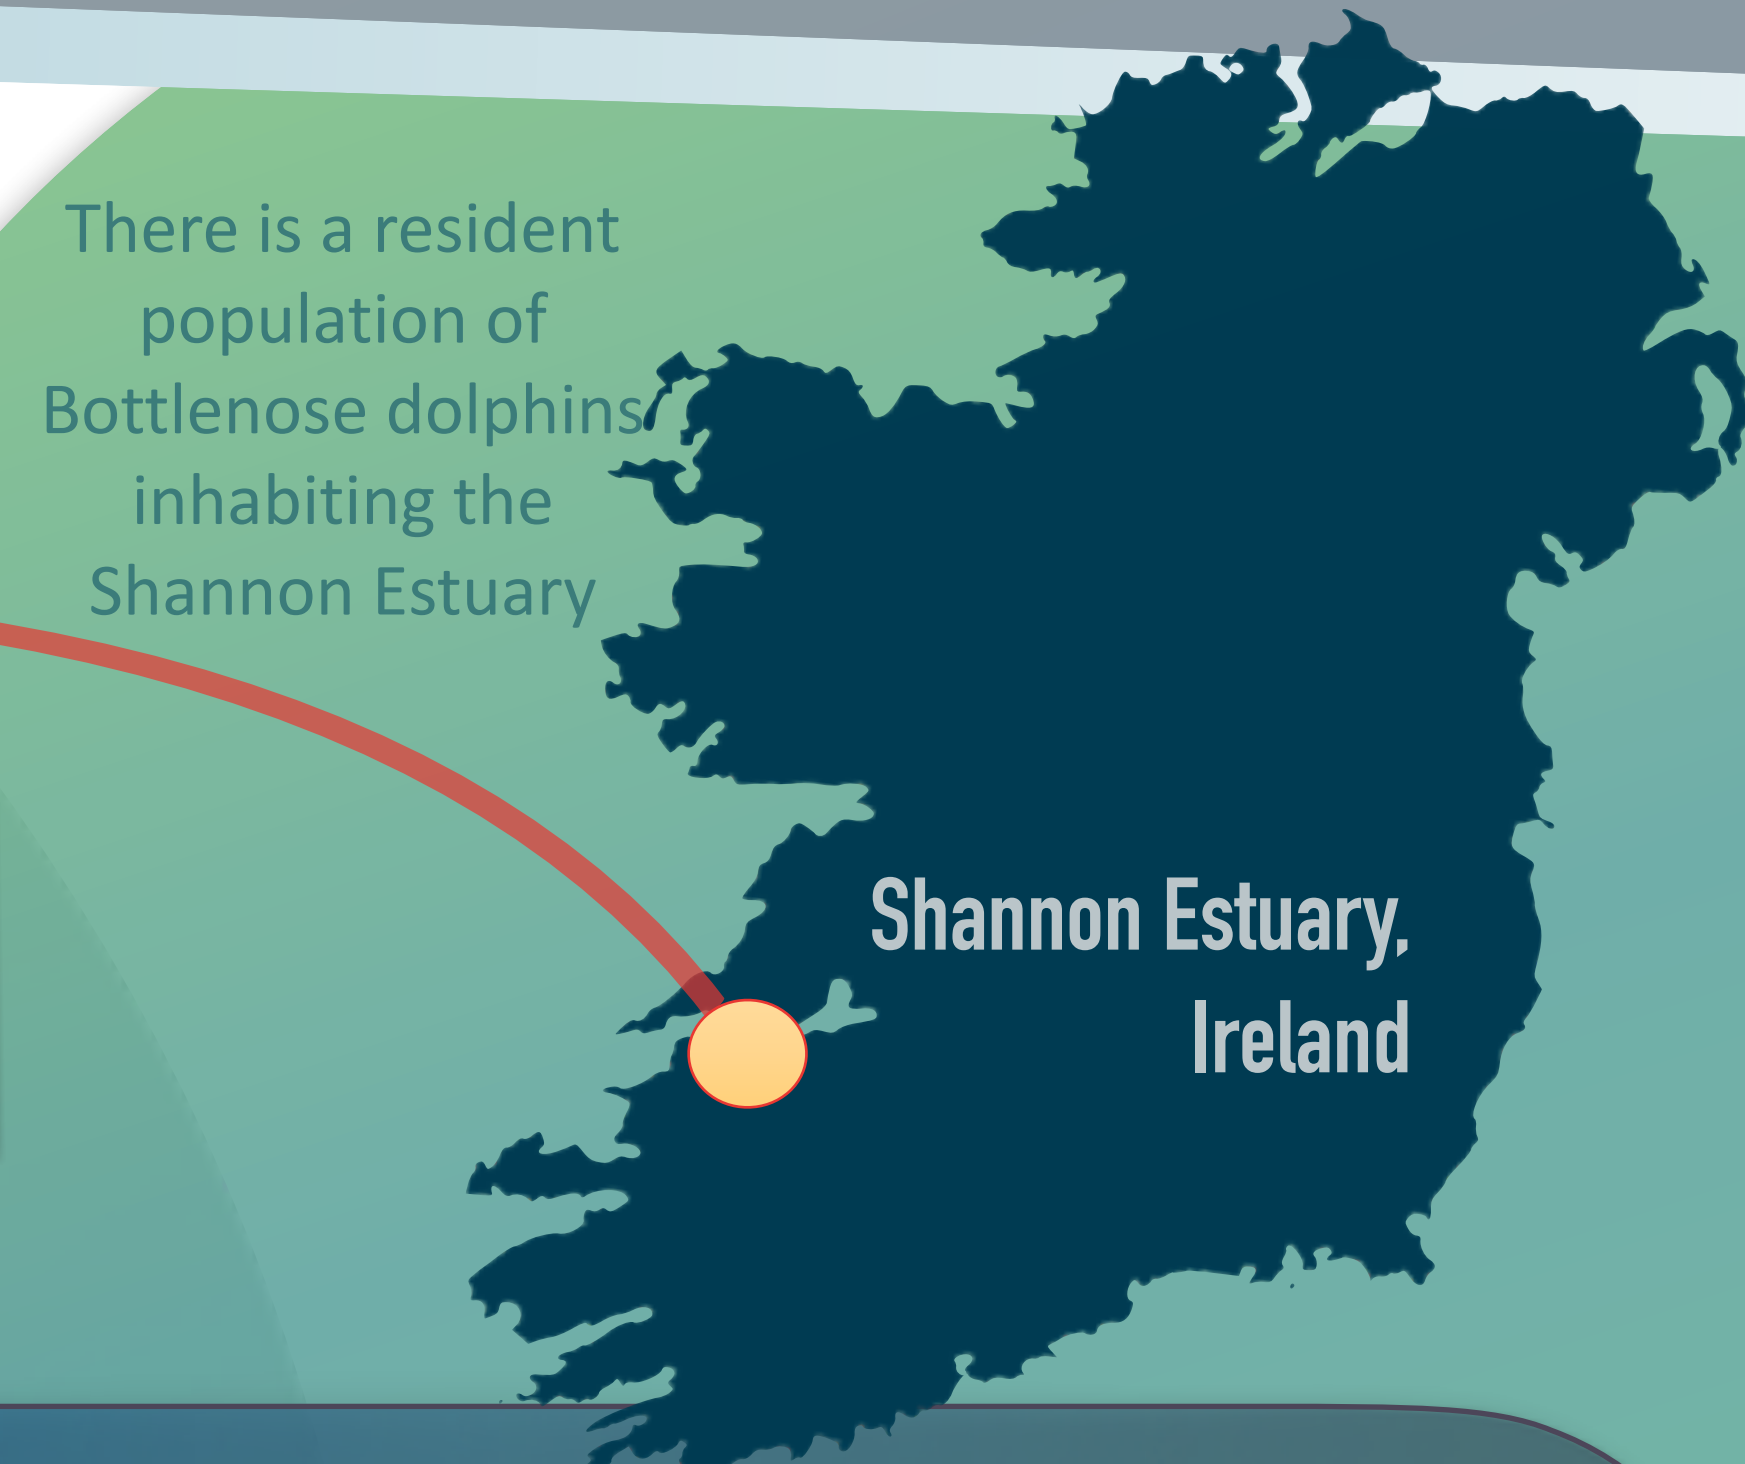 There is a resident
population of
Bottlenose dolphins
inhabiting the
Shannon Estuary
Shannon Estuary,
Ireland